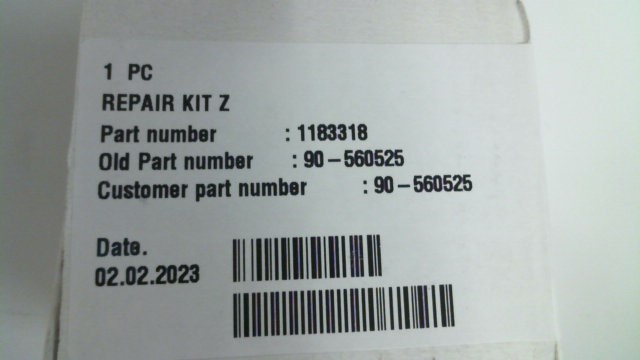 1 PC
REPAIR KIT Z
Part number : 1183318
Old Part number : 90-560525
Customer part number : 90-560525
Date.
02.02.2023